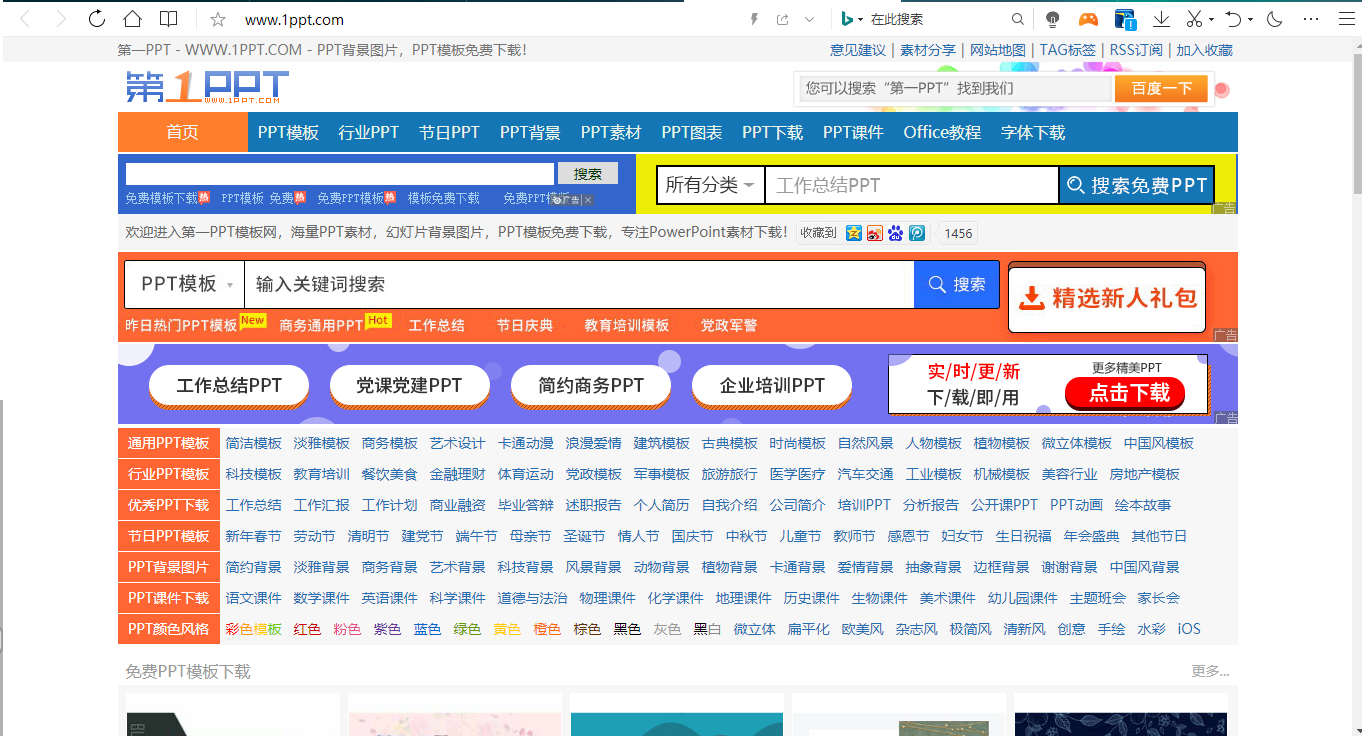 www.1ppt.com
在此搜索
第一PPT - WWW.1PPT.COM - PPT背景图片，PPT模板免费下载！
意见建议 | 素材分享 | 网站地图 | TAG标签 | RSS订阅 | 加入收藏
第1PPT
WWW.1PPT.COM
您可以搜索“第一PPT”找到我们
百度一下
首页 PPT模板 行业PPT 节日PPT PPT背景 PPT素材 PPT图表 PPT下载 PPT课件 Office教程 字体下载
搜索
所有分类 工作总结PPT 搜索免费PPT
免费模板下载 热 PPT模板 免费 热 免费PPT模板 热 模板免费下载 免费PPT模板
广告
广告
欢迎进入第一PPT模板网，海量PPT素材，幻灯片背景图片，PPT模板免费下载，专注PowerPoint素材下载！ 收藏到 1456
PPT模板 输入关键词搜索 搜索
精选新人礼包
昨日热门PPT模板 New 商务通用PPT Hot 工作总结 节日庆典 教育培训模板 党政军警
广告
工作总结PPT 党课党建PPT 简约商务PPT 企业培训PPT
实/时/更/新
下/载/即/用
更多精美PPT
点击下载
广告
通用PPT模板 简洁模板 淡雅模板 商务模板 艺术设计 卡通动漫 浪漫爱情 建筑模板 古典模板 时尚模板 自然风景 人物模板 植物模板 微立体模板 中国风模板
行业PPT模板 科技模板 教育培训 餐饮美食 金融理财 体育运动 党政模板 军事模板 旅游旅行 医学医疗 汽车交通 工业模板 机械模板 美容行业 房地产模板
优秀PPT下载 工作总结 工作汇报 工作计划 商业融资 毕业答辩 述职报告 个人简历 自我介绍 公司简介 培训PPT 分析报告 公开课PPT PPT动画 绘本故事
节日PPT模板 新年春节 劳动节 清明节 建党节 端午节 母亲节 圣诞节 情人节 国庆节 中秋节 儿童节 教师节 感恩节 妇女节 生日祝福 年会盛典 其他节日
PPT背景图片 简约背景 淡雅背景 商务背景 艺术背景 科技背景 风景背景 动物背景 植物背景 卡通背景 爱情背景 抽象背景 边框背景 谢谢背景 中国风背景
PPT课件下载 语文课件 数学课件 英语课件 科学课件 道德与法治 物理课件 化学课件 地理课件 历史课件 生物课件 美术课件 幼儿园课件 主题班会 家长会
PPT颜色风格 彩色模板 红色 粉色 紫色 蓝色 绿色 黄色 橙色 棕色 黑色 灰色 黑白 微立体 扁平化 欧美风 杂志风 极简风 清新风 创意 手绘 水彩 iOS
免费PPT模板下载
更多...